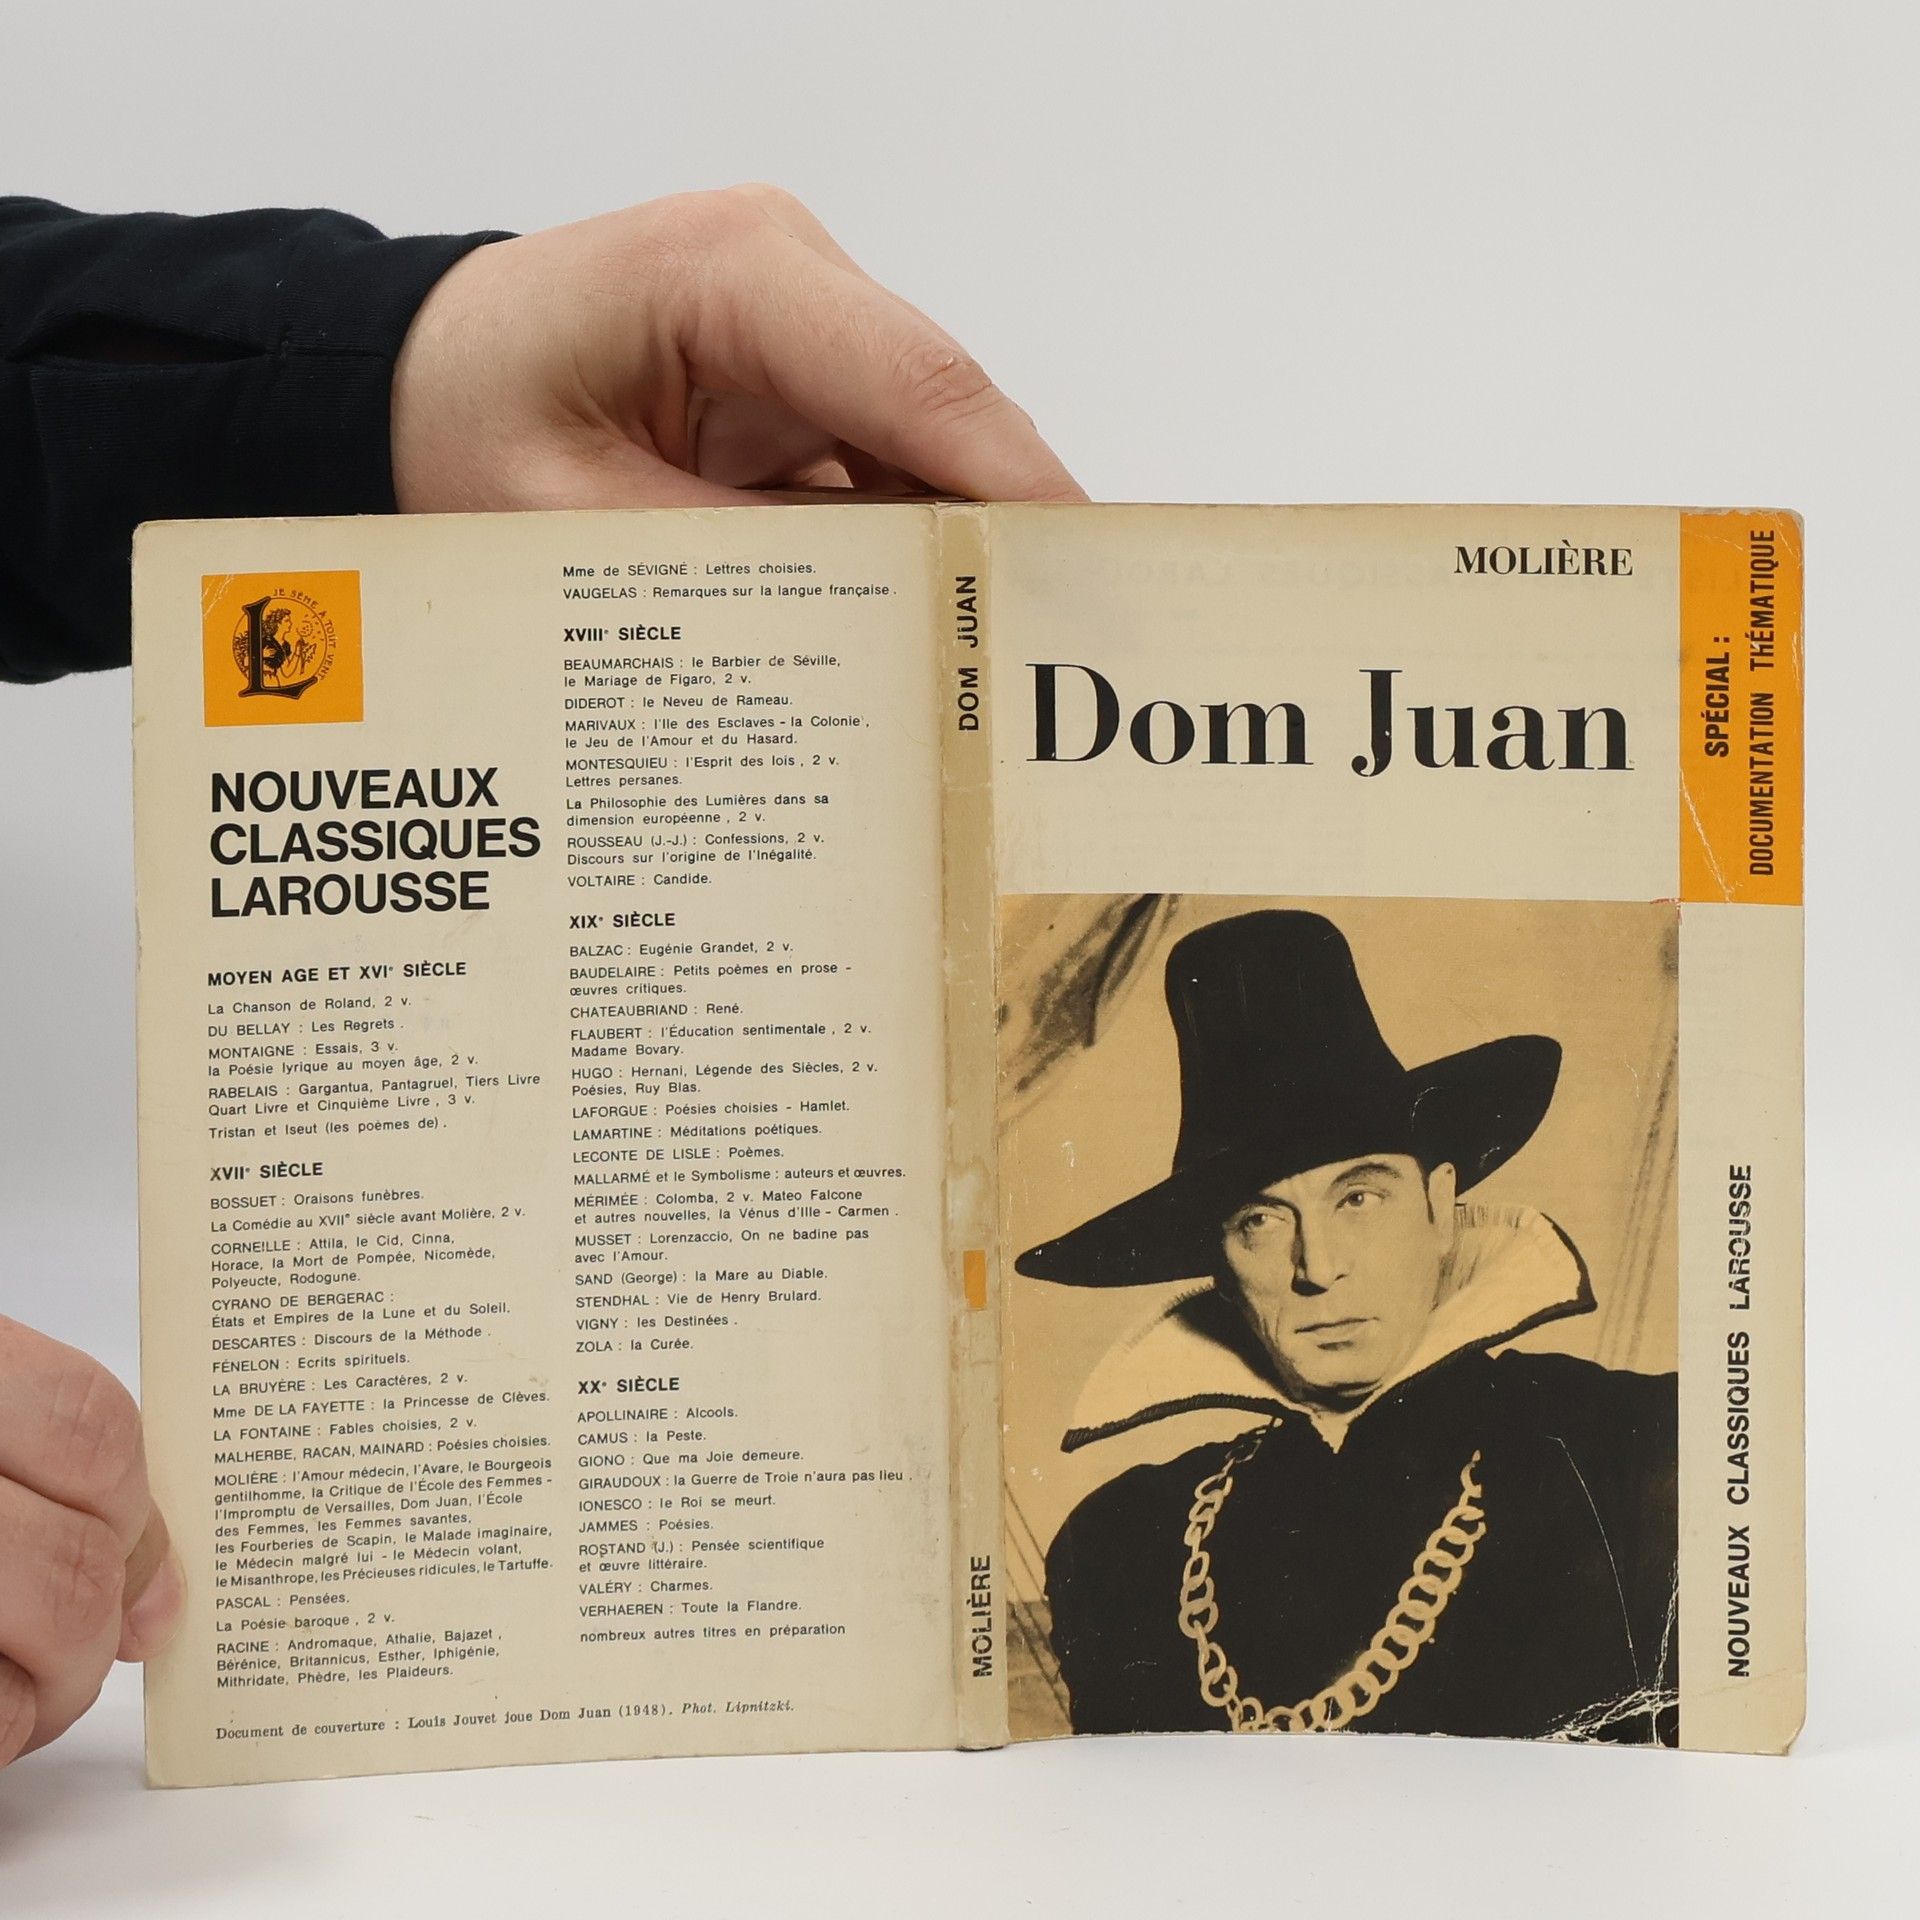 JE SÈME A TOUT VENT
L
NOUVEAUX
CLASSIQUES
LAROUSSE
MOYEN AGE ET XVIe SIÈCLE
La Chanson de Roland, 2 v.
DU BELLAY : Les Regrets .
MONTAIGNE : Essais, 3 v.
la Poésie lyrique au moyen âge, 2 v.
RABELAIS : Gargantua, Pantagruel, Tiers Livre
Quart Livre et Cinquième Livre , 3 v.
Tristan et Iseut (les poèmes de) .
XVIIe SIÈCLE
BOSSUET : Oraisons funèbres.
La Comédie au XVIIe siècle avant Molière, 2 v.
CORNEILLE : Attila, le Cid, Cinna,
Horace, la Mort de Pompée, Nicomède,
Polyeucte, Rodogune.
CYRANO DE BERGERAC :
États et Empires de la Lune et du Soleil.
DESCARTES : Discours de la Méthode .
FÉNELON : Ecrits spirituels.
LA BRUYÈRE : Les Caractères, 2 v.
Mme DE LA FAYETTE : la Princesse de Clèves.
LA FONTAINE : Fables choisies, 2 v.
MALHERBE, RACAN, MAINARD : Poésies choisies.
MOLIÈRE : l'Amour médecin, l'Avare, le Bourgeois
gentilhomme, la Critique de l'École des Femmes -
l'Impromptu de Versailles, Dom Juan, l'École
des Femmes, les Femmes savantes,
les Fourberies de Scapin, le Malade imaginaire,
le Médecin malgré lui - le Médecin volant,
le Misanthrope, les Précieuses ridicules, le Tartuffe.
PASCAL : Pensées.
La Poésie baroque , 2 v.
RACINE : Andromaque, Athalie, Bajazet ,
Bérénice, Britannicus, Esther, Iphigénie,
Mithridate, Phèdre, les Plaideurs.
Mme de SÉVIGNÉ : Lettres choisies.
VAUGELAS : Remarques sur la langue française .
XVIIIe SIÈCLE
BEAUMARCHAIS : le Barbier de Séville,
le Mariage de Figaro, 2 v.
DIDEROT : le Neveu de Rameau.
MARIVAUX : l'Ile des Esclaves - la Colonie ,
le Jeu de l'Amour et du Hasard.
MONTESQUIEU : l'Esprit des lois , 2 v.
Lettres persanes.
La Philosophie des Lumières dans sa
dimension européenne , 2 v.
ROUSSEAU (J.-J.) : Confessions, 2 v.
Discours sur l'origine de l'Inégalité.
VOLTAIRE : Candide.
XIXe SIÈCLE
BALZAC : Eugénie Grandet, 2 v.
BAUDELAIRE : Petits poèmes en prose -
œuvres critiques.
CHATEAUBRIAND : René.
FLAUBERT : l'Éducation sentimentale , 2 v.
Madame Bovary.
HUGO : Hernani, Légende des Siècles, 2 v.
Poésies, Ruy Blas.
LAFORGUE : Poésies choisies - Hamlet.
LAMARTINE : Méditations poétiques.
LECONTE DE LISLE : Poèmes.
MALLARMÉ et le Symbolisme : auteurs et œuvres.
MÉRIMÉE : Colomba, 2 v. Mateo Falcone
et autres nouvelles, la Vénus d'Ille - Carmen .
MUSSET : Lorenzaccio, On ne badine pas
avec l'Amour.
SAND (George) : la Mare au Diable.
STENDHAL : Vie de Henry Brulard.
VIGNY : les Destinées .
ZOLA : la Curée.
XXe SIÈCLE
APOLLINAIRE : Alcools.
CAMUS : la Peste.
GIONO : Que ma Joie demeure.
GIRAUDOUX : la Guerre de Troie n'aura pas lieu .
IONESCO : le Roi se meurt.
JAMMES : Poésies.
ROSTAND (J.) : Pensée scientifique
et œuvre littéraire.
VALÉRY : Charmes.
VERHAEREN : Toute la Flandre.
nombreux autres titres en préparation
Document de couverture : Louis Jouvet joue Dom Juan (1948). Phot. Lipnitzki.
DOM JUAN
MOLIÈRE
MOLIÈRE
Dom Juan
SPÉCIAL :
DOCUMENTATION THÉMATIQUE
NOUVEAUX CLASSIQUES LAROUSSE